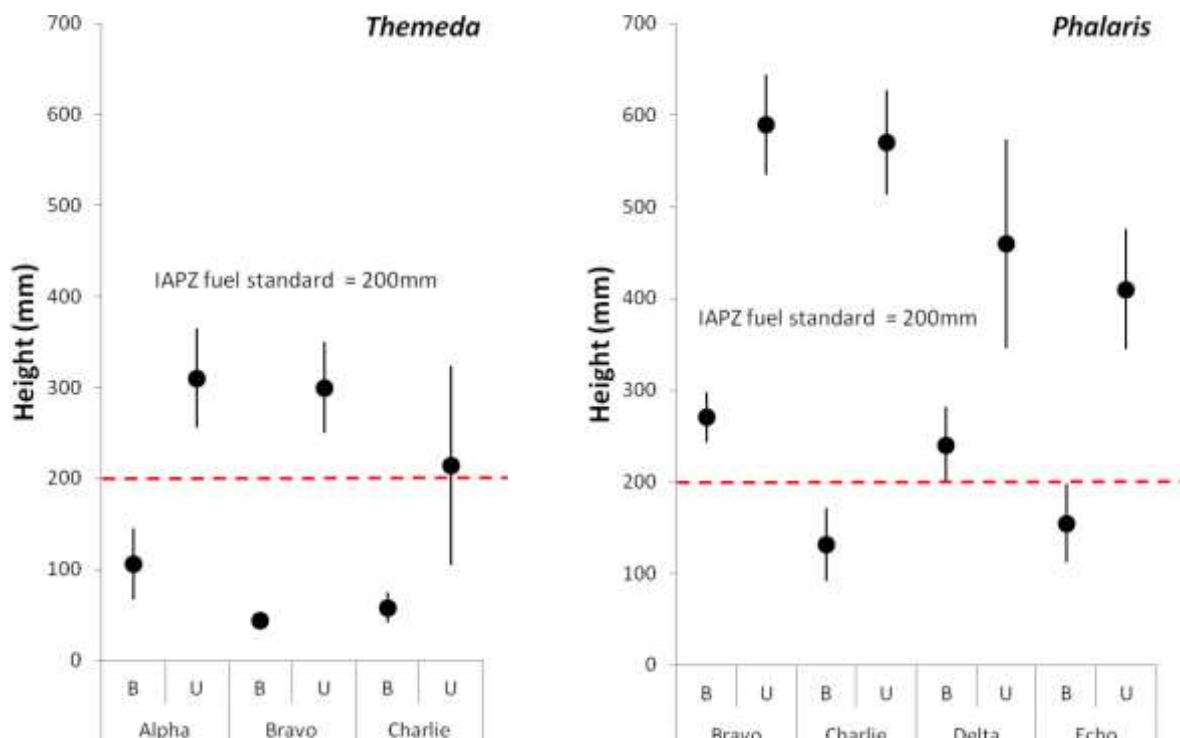 Themeda
Height (mm)
700
600
500
400
300
200
100
0
IAPZ fuel standard = 200mm
B U B U B U
Alpha Bravo Charlie
Phalaris
Height (mm)
700
600
500
400
300
200
100
0
IAPZ fuel standard = 200mm
B U B U B U B U
Bravo Charlie Delta Echo